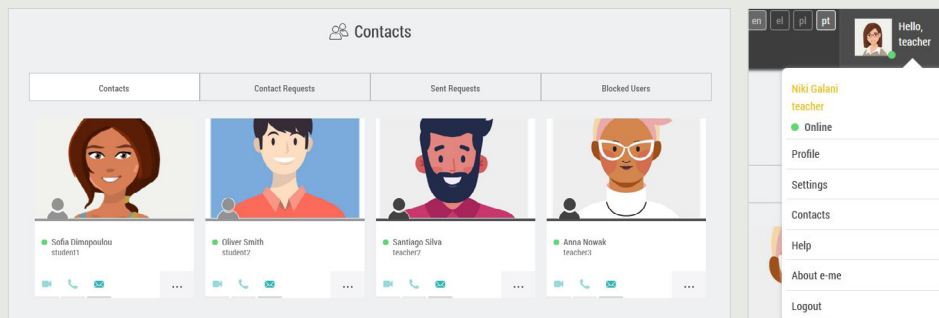 Contacts
Contacts
Contact Requests
Sent Requests
Blocked Users
Sofia Dimopoulou
student1
Oliver Smith
student2
Santiago Silva
teacher2
Anna Nowak
teacher3
...
...
...
...
en el pl pt
Hello,
teacher
Niki Galani
teacher
Online
Profile
Settings
Contacts
Help
About e-me
Logout